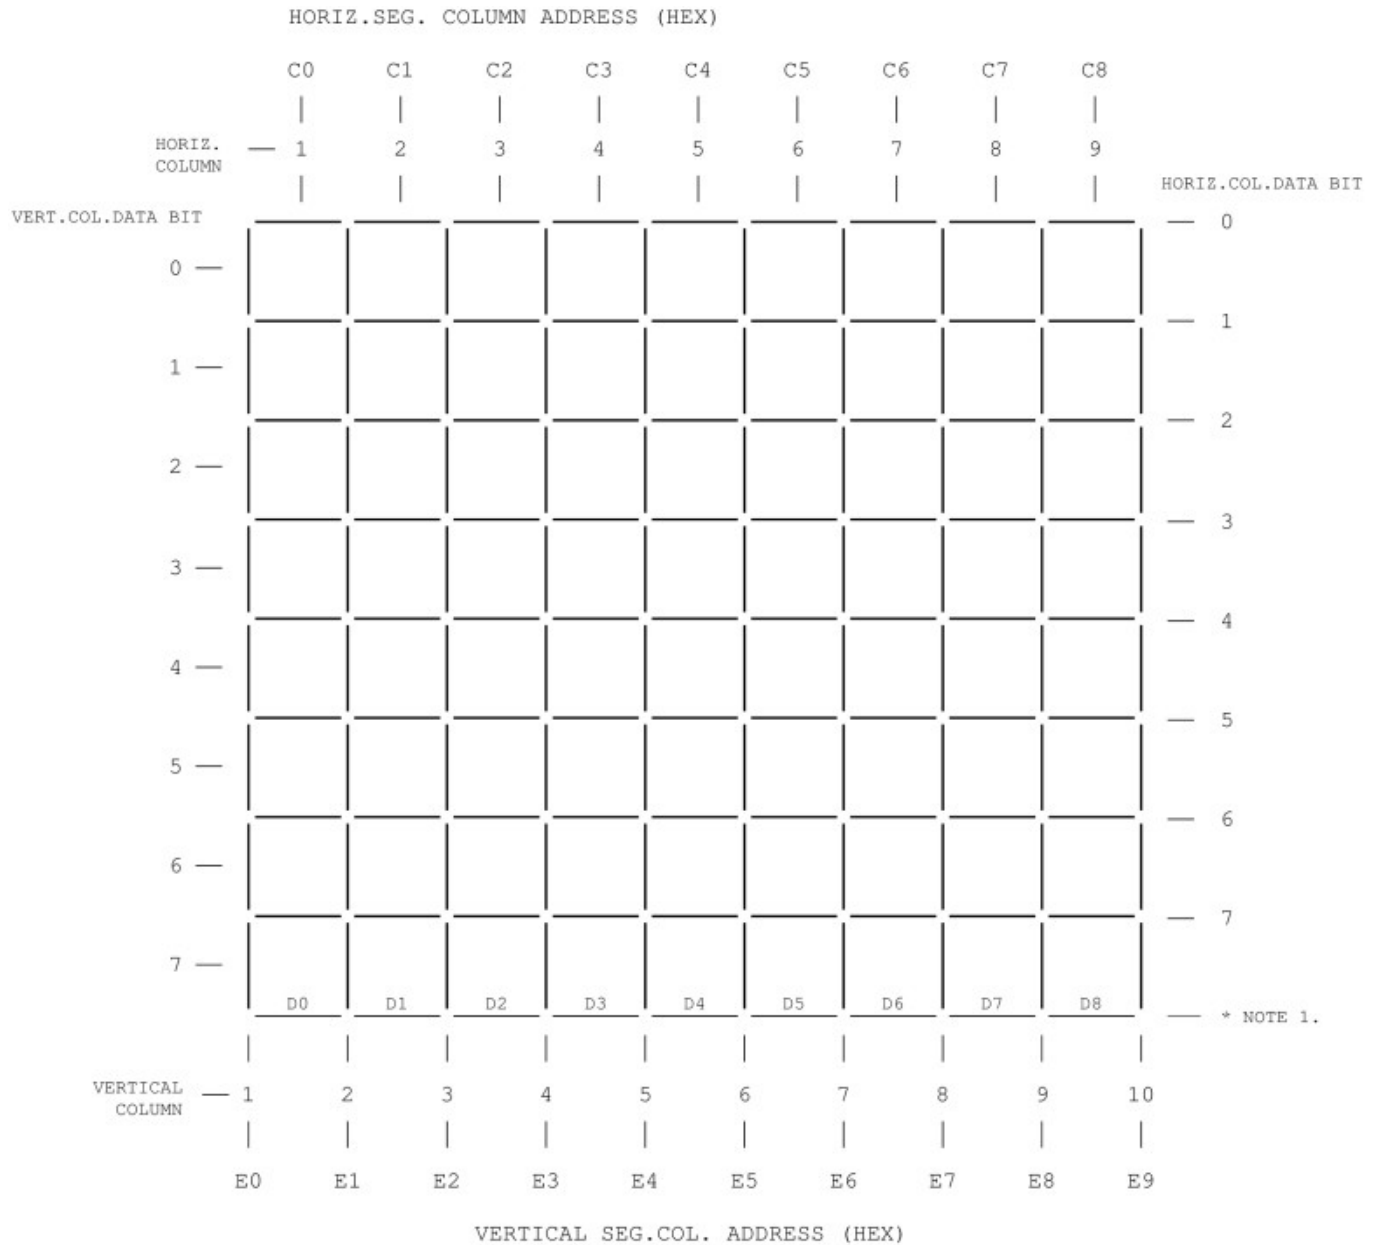 HORIZ.SEG. COLUMN ADDRESS (HEX)
C0 C1 C2 C3 C4 C5 C6 C7 C8
HORIZ.
COLUMN
1 2 3 4 5 6 7 8 9
HORIZ.COL.DATA BIT
VERT.COL.DATA BIT
0
0
1
1
2
2
3
3
4
4
5
5
6
6
7
7
D0 D1 D2 D3 D4 D5 D6 D7 D8
* NOTE 1.
VERTICAL
COLUMN
1 2 3 4 5 6 7 8 9 10
E0 E1 E2 E3 E4 E5 E6 E7 E8 E9
VERTICAL SEG.COL. ADDRESS (HEX)